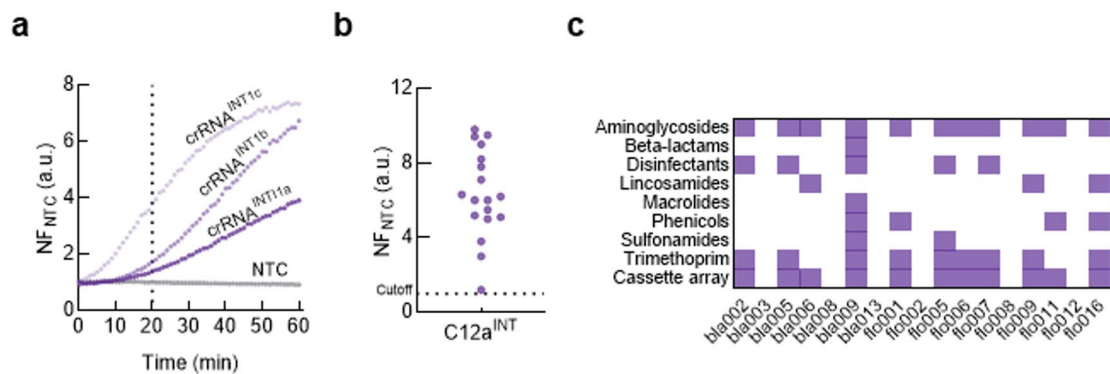 a
8
6
4
2
0
NF_NTC (a.u.)
crRNA^INT1c
crRNA^INT1b
crRNA^INTI1a
NTC
0 10 20 30 40 50 60
Time (min)
b
12
8
4
0
NF_NTC (a.u.)
Cutoff
C12a^INT
c
Aminoglycosides
Beta-lactams
Disinfectants
Lincosamides
Macrolides
Phenicols
Sulfonamides
Trimethoprim
Cassette array
bla002 bla003 bla005 bla006 bla008 bla009 bla013 flo001 flo002 flo005 flo006 flo007 flo008 flo009 flo011 flo012 flo016